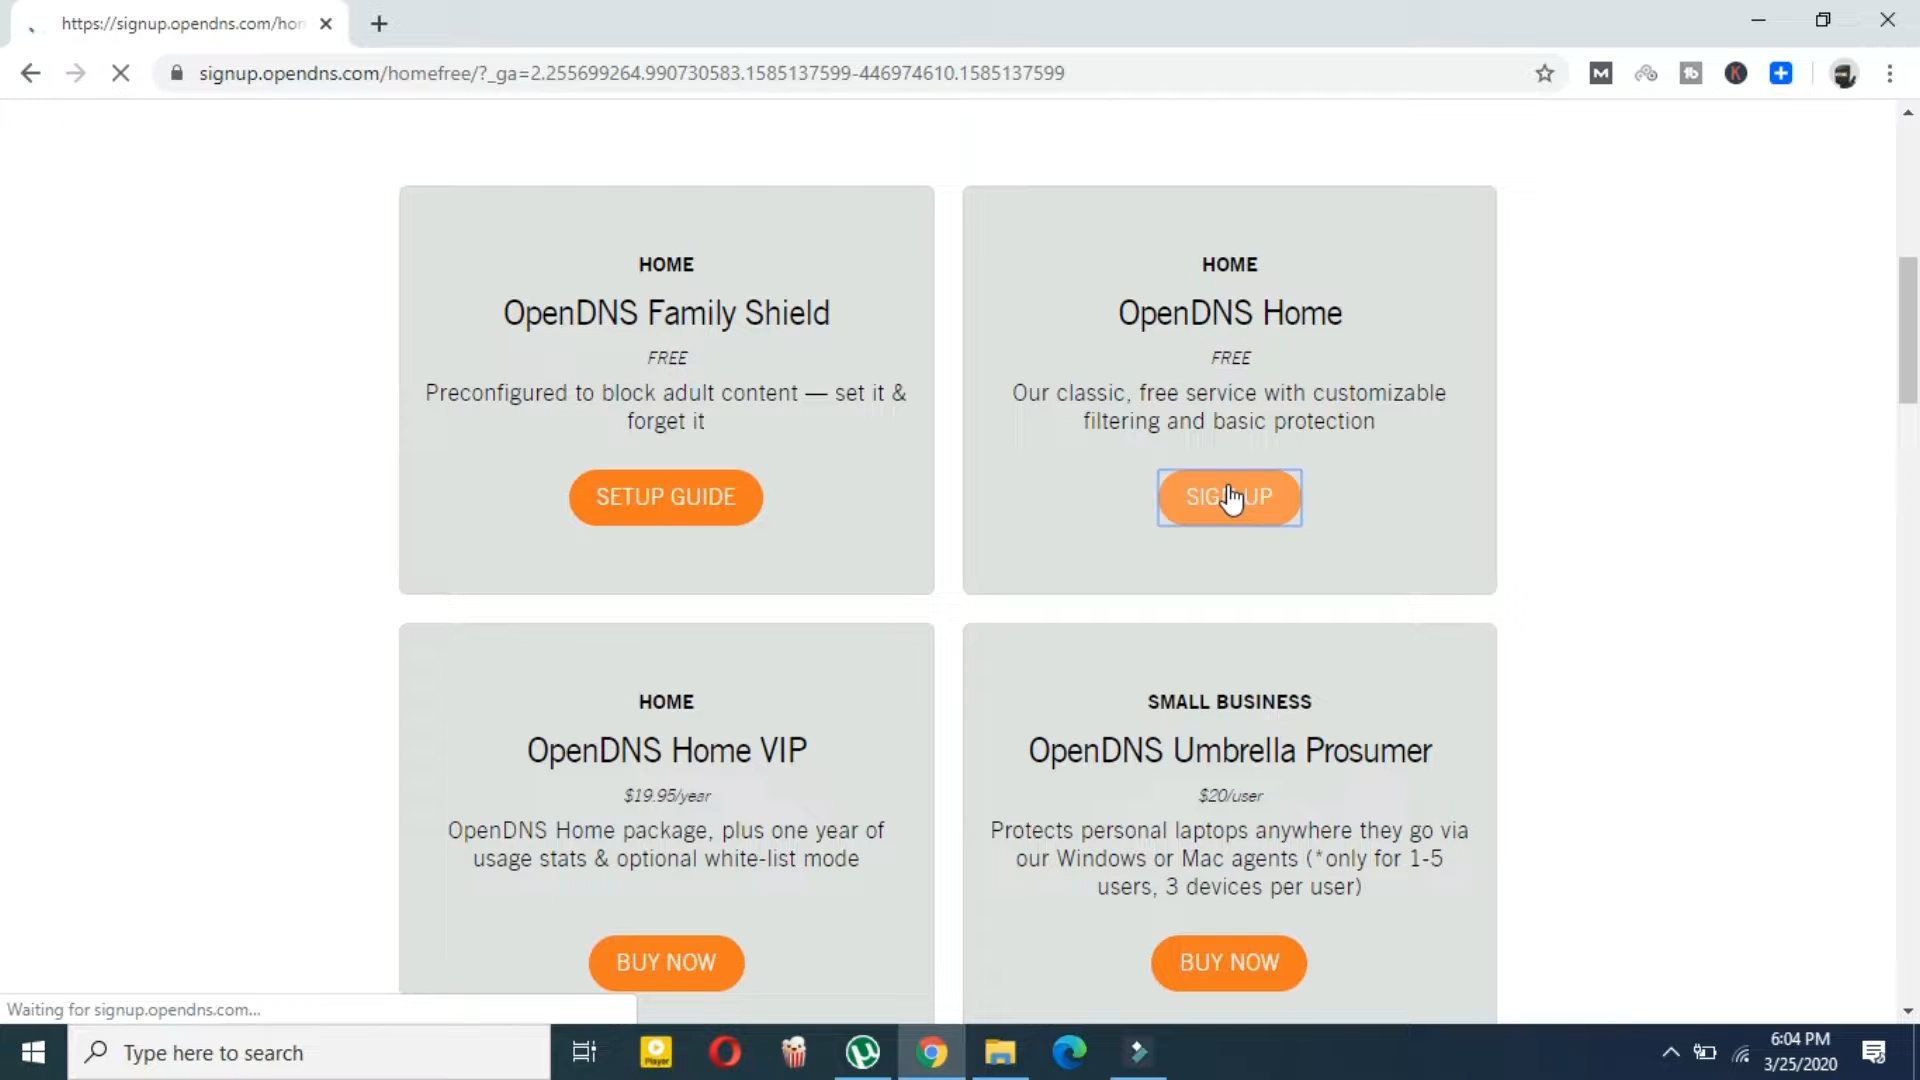 https://signup.opendns.com/hom
signup.opendns.com/homefree/?_ga=2.255699264.990730583.1585137599-446974610.1585137599
HOME
OpenDNS Family Shield
FREE
Preconfigured to block adult content — set it &
forget it
SETUP GUIDE
HOME
OpenDNS Home
FREE
Our classic, free service with customizable
filtering and basic protection
SIGN UP
HOME
OpenDNS Home VIP
$19.95/year
OpenDNS Home package, plus one year of
usage stats & optional white-list mode
BUY NOW
SMALL BUSINESS
OpenDNS Umbrella Prosumer
$20/user
Protects personal laptops anywhere they go via
our Windows or Mac agents (*only for 1-5
users, 3 devices per user)
BUY NOW
Waiting for signup.opendns.com...
Type here to search
Player
6:04 PM
3/25/2020